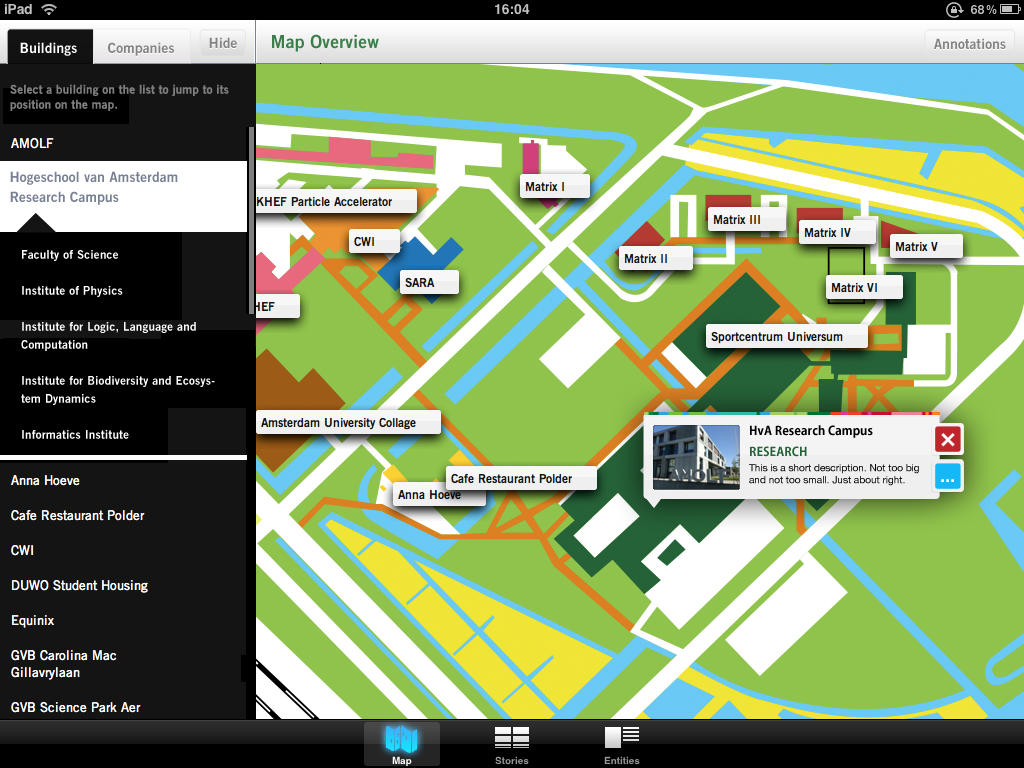 iPad
16:04
68%
Buildings
Companies
Hide
Map Overview
Annotations
Select a building on the list to jump to its
position on the map.
AMOLF
Hogeschool van Amsterdam
Research Campus
Faculty of Science
Institute of Physics
Institute for Logic, Language and
Computation
Institute for Biodiversity and Ecosys-
tem Dynamics
Informatics Institute
Anna Hoeve
Cafe Restaurant Polder
CWI
DUWO Student Housing
Equinix
GVB Carolina Mac
Gillavrylaan
GVB Science Park Aer
Matrix I
KHEF Particle Accelerator
Matrix III
Matrix IV
CWI
Matrix V
Matrix II
SARA
Matrix VI
HEF
Sportcentrum Universum
Amsterdam University Collage
HvA Research Campus
RESEARCH
This is a short description. Not too big
and not too small. Just about right.
...
Cafe Restaurant Polder
Anna Hoeve
Map
Stories
Entities